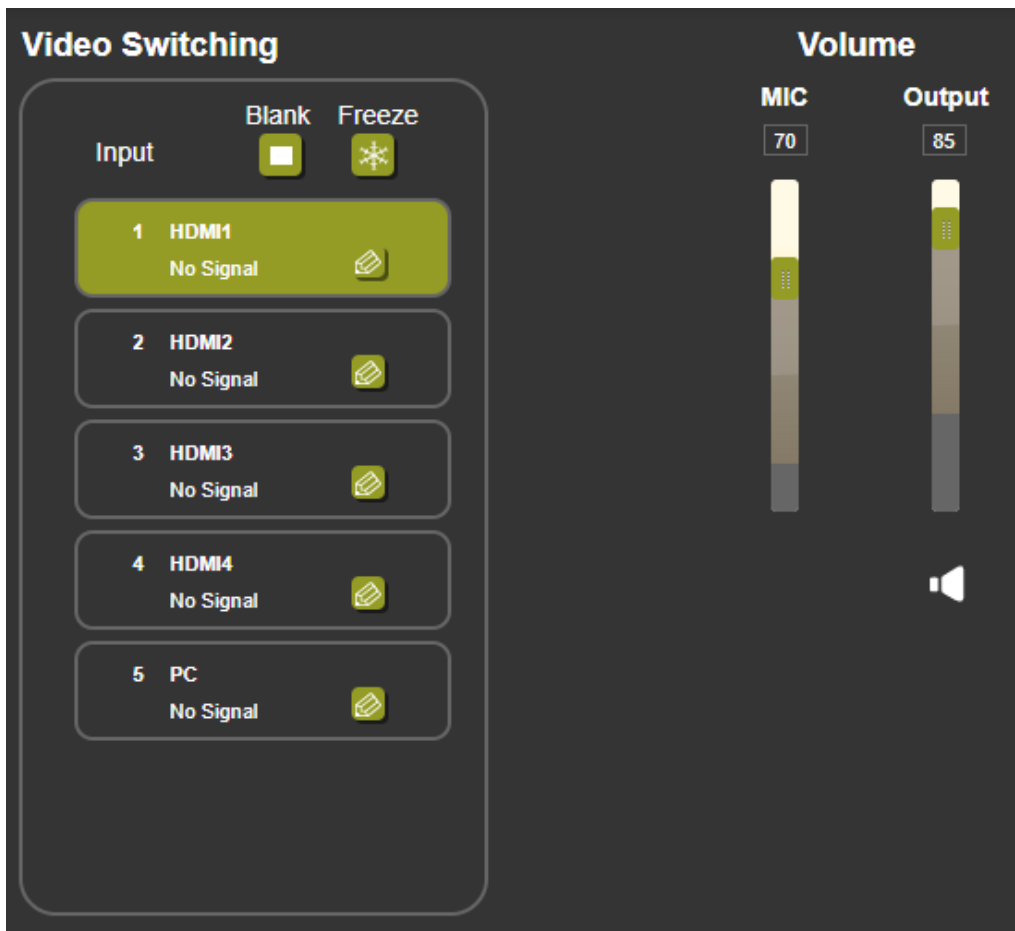 Video Switching
Volume
MIC Output
Blank Freeze
70 85
Input
1 HDMI1
No Signal
2 HDMI2
No Signal
3 HDMI3
No Signal
4 HDMI4
No Signal
5 PC
No Signal